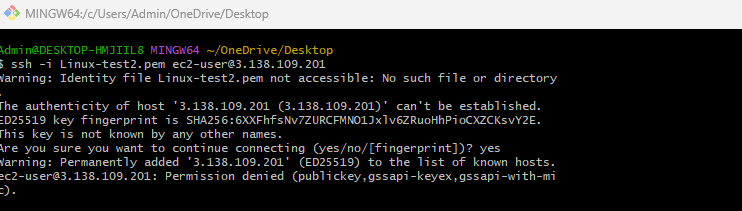 MINGW64:/c/Users/Admin/OneDrive/Desktop
Admin@DESKTOP-HMJIIL8 MINGW64 ~/OneDrive/Desktop
$ ssh -i Linux-test2.pem ec2-user@3.138.109.201
Warning: Identity file Linux-test2.pem not accessible: No such file or directory
.
The authenticity of host '3.138.109.201 (3.138.109.201)' can't be established.
ED25519 key fingerprint is SHA256:6XXFhfsNv7ZURCFMNO1Jxlv6ZRuoHhPioCXZCKsvY2E.
This key is not known by any other names.
Are you sure you want to continue connecting (yes/no/[fingerprint])? yes
Warning: Permanently added '3.138.109.201' (ED25519) to the list of known hosts.
ec2-user@3.138.109.201: Permission denied (publickey,gssapi-keyex,gssapi-with-mi
c).